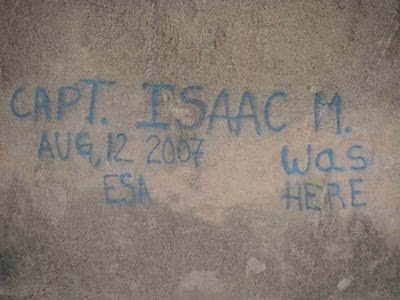 CAPT. ISAAC M.
AUG, 12 2007 was
ESA HERE